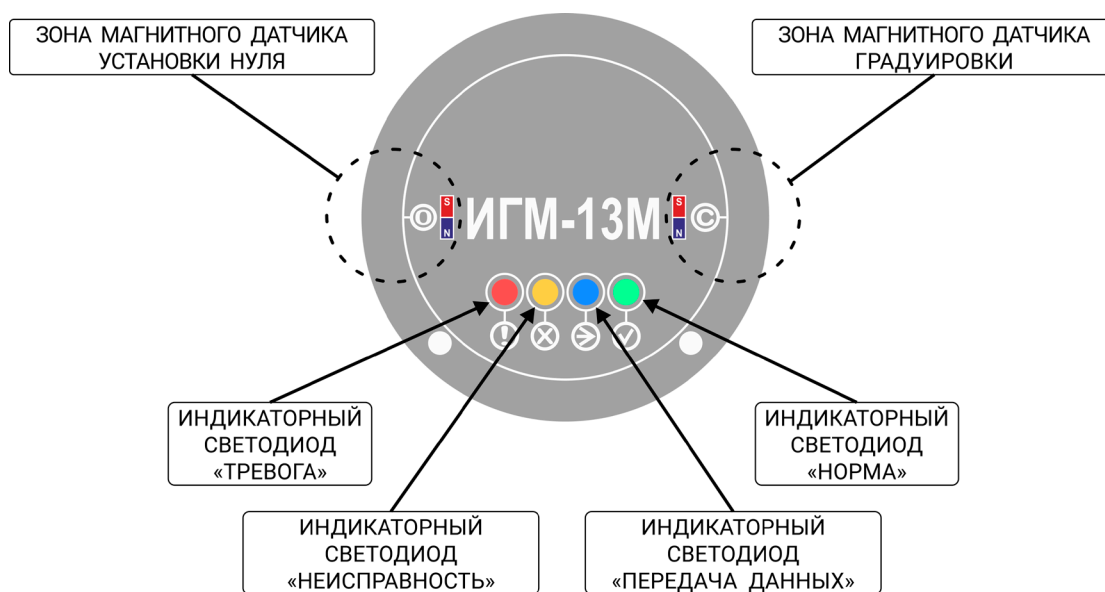 ЗОНА МАГНИТНОГО ДАТЧИКА
УСТАНОВКИ НУЛЯ
ЗОНА МАГНИТНОГО ДАТЧИКА
ГРАДУИРОВКИ
O
S
N
ИГМ-13М
S
N
C
ИНДИКАТОРНЫЙ
СВЕТОДИОД
«ТРЕВОГА»
ИНДИКАТОРНЫЙ
СВЕТОДИОД
«НОРМА»
ИНДИКАТОРНЫЙ
СВЕТОДИОД
«НЕИСПРАВНОСТЬ»
ИНДИКАТОРНЫЙ
СВЕТОДИОД
«ПЕРЕДАЧА ДАННЫХ»